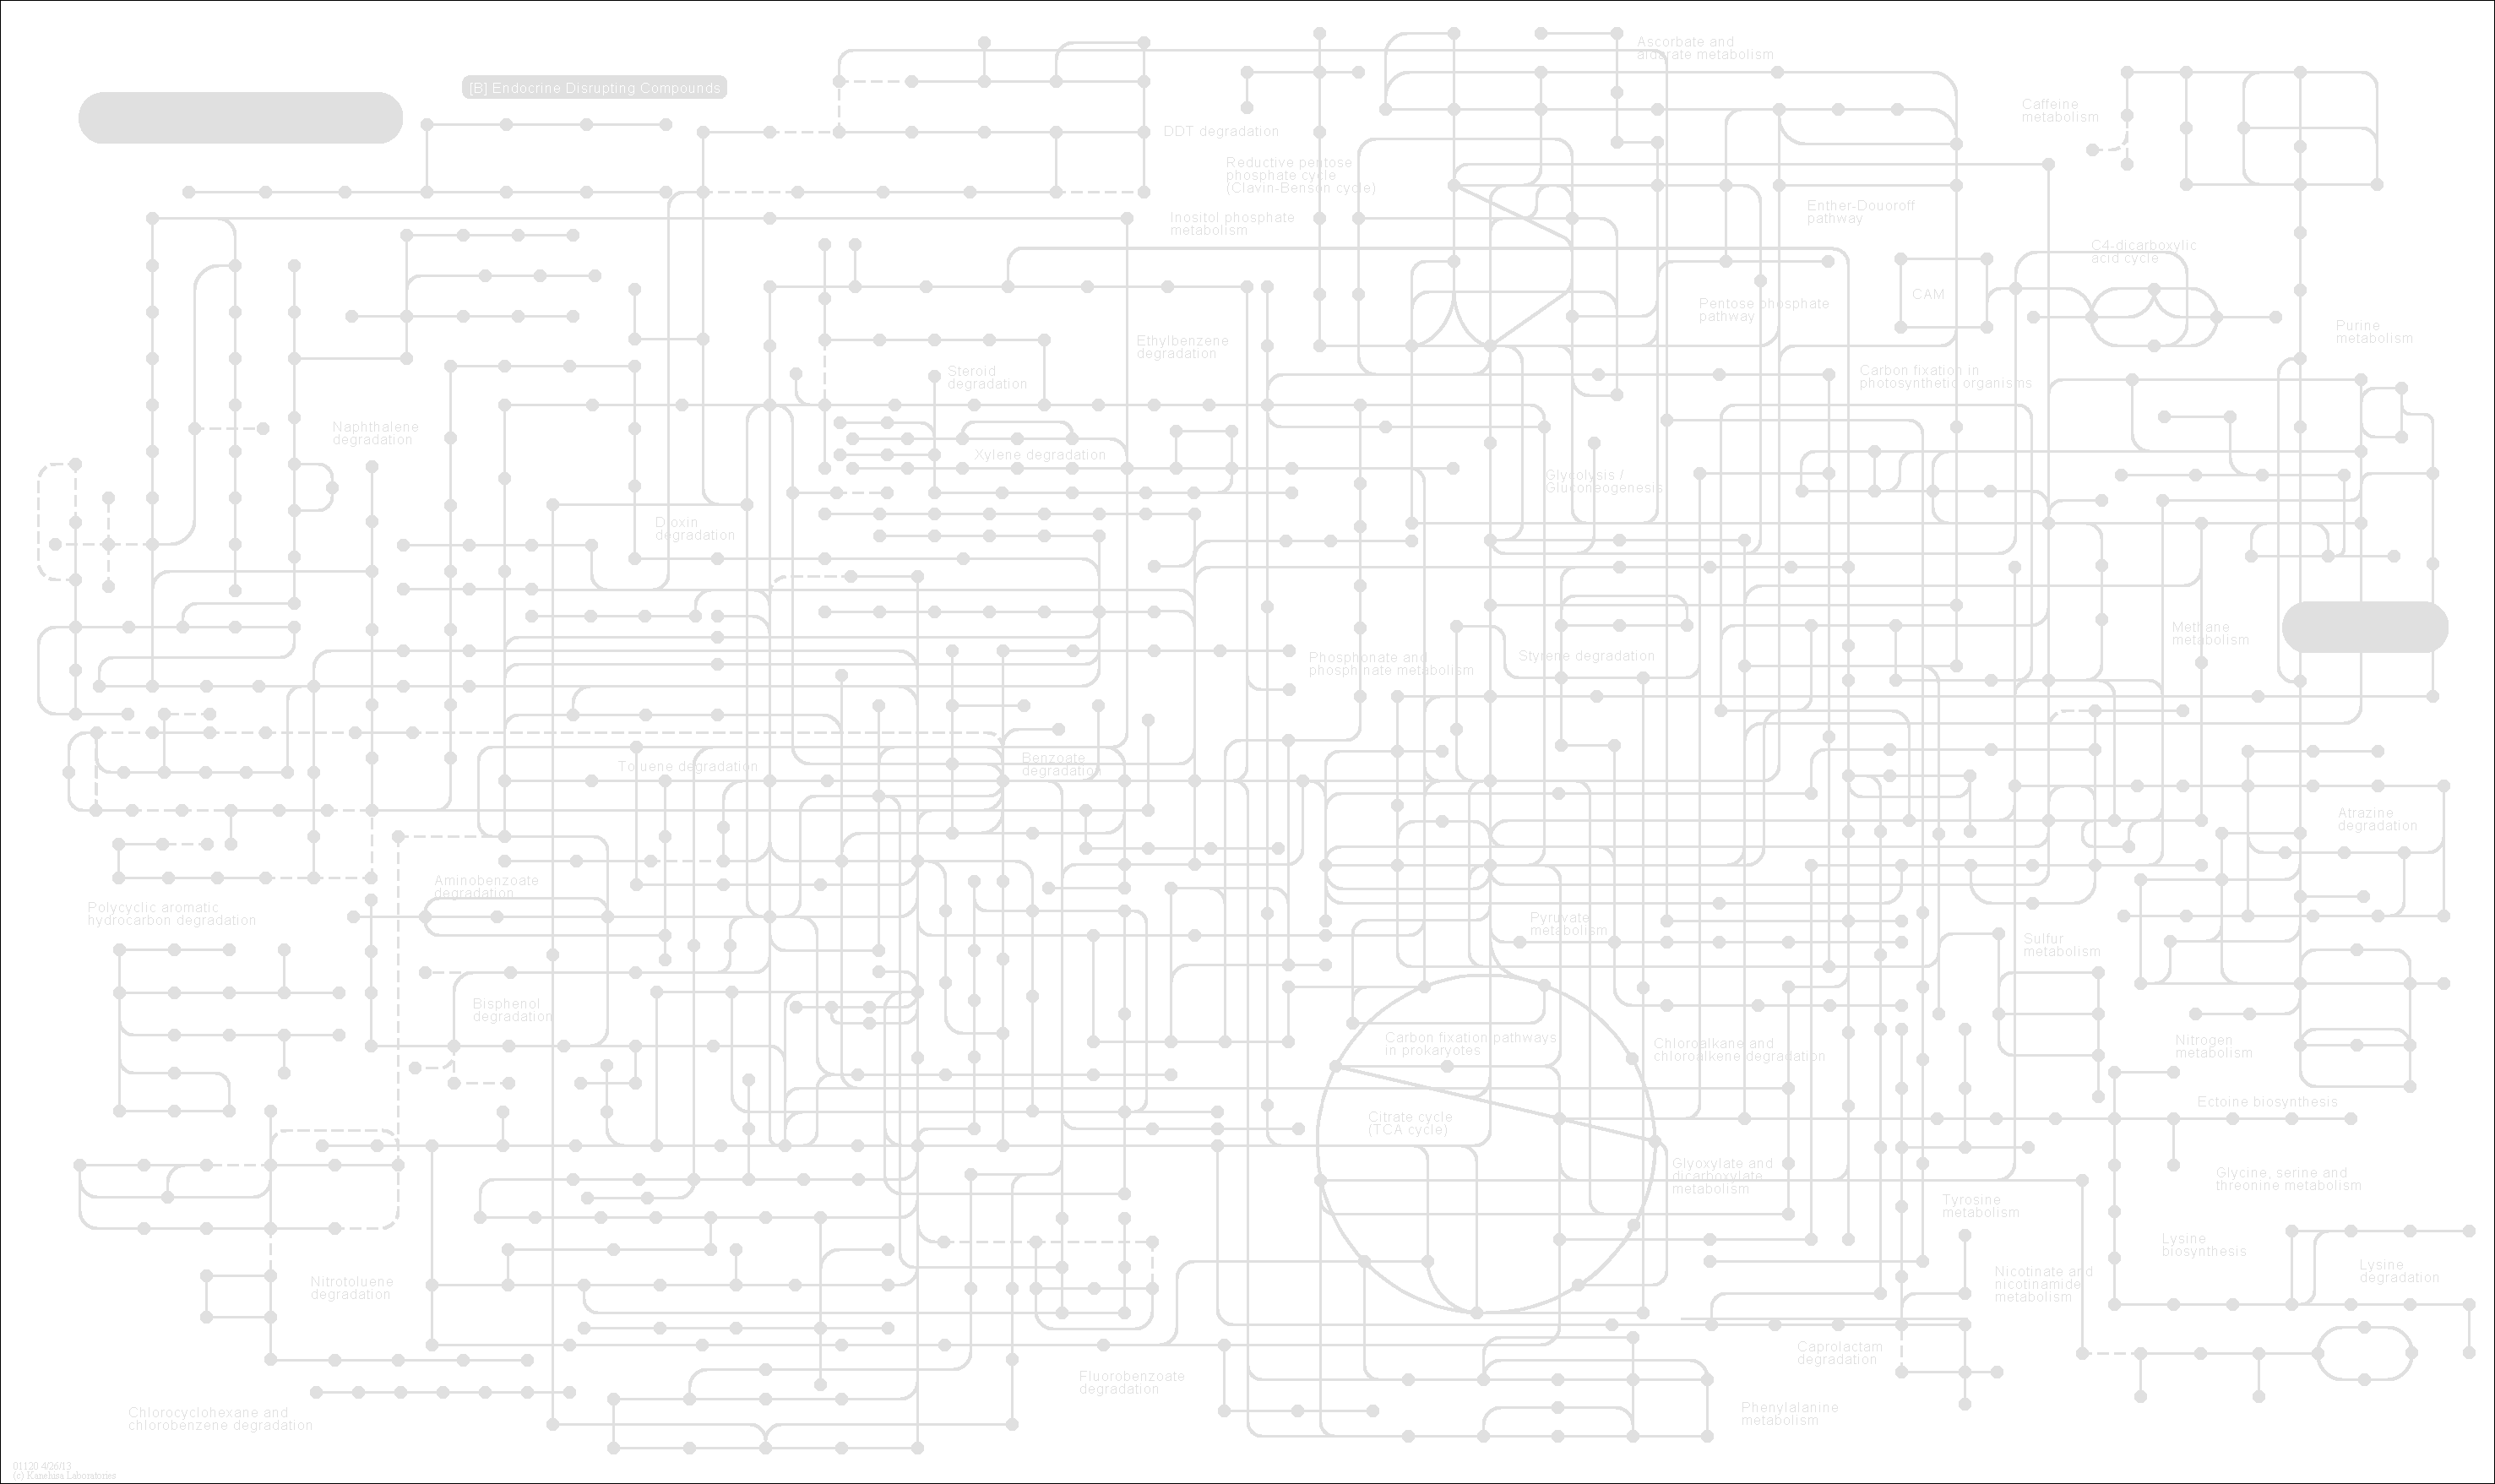 Ascorbate and
aldarate metabolism
[B] Endocrine Disrupting Compounds
Caffeine
metabolism
DDT degradation
Reductive pentose
phosphate cycle
(Clavin-Benson cycle)
Inositol phosphate
metabolism
Enther-Douoroff
pathway
C4-dicarboxylic
acid cycle
CAM
Pentose phosphate
pathway
Purine
metabolism
Ethylbenzene
degradation
Steroid
degradation
Carbon fixation in
photosynthetic organisms
Naphthalene
degradation
Xylene degradation
Glycolysis /
Gluconeogenesis
Dioxin
degradation
Methane
metabolism
Phosphonate and
phosphinate metabolism
Styrene degradation
Toluene degradation
Benzoate
degradation
Atrazine
degradation
Aminobenzoate
degradation
Polycyclic aromatic
hydrocarbon degradation
Pyruvate
metabolism
Sulfur
metabolism
Bisphenol
degradation
Carbon fixation pathways
in prokaryotes
Chloroalkane and
chloroalkene degradation
Nitrogen
metabolism
Ectoine biosynthesis
Citrate cycle
(TCA cycle)
Glyoxylate and
dicarboxylate
metabolism
Glycine, serine and
threonine metabolism
Tyrosine
metabolism
Lysine
biosynthesis
Lysine
degradation
Nitrotoluene
degradation
Nicotinate and
nicotinamide
metabolism
Caprolactam
degradation
Fluorobenzoate
degradation
Chlorocyclohexane and
chlorobenzene degradation
Phenylalanine
metabolism
01120 4/26/13
(c) Kanehisa Laboratories